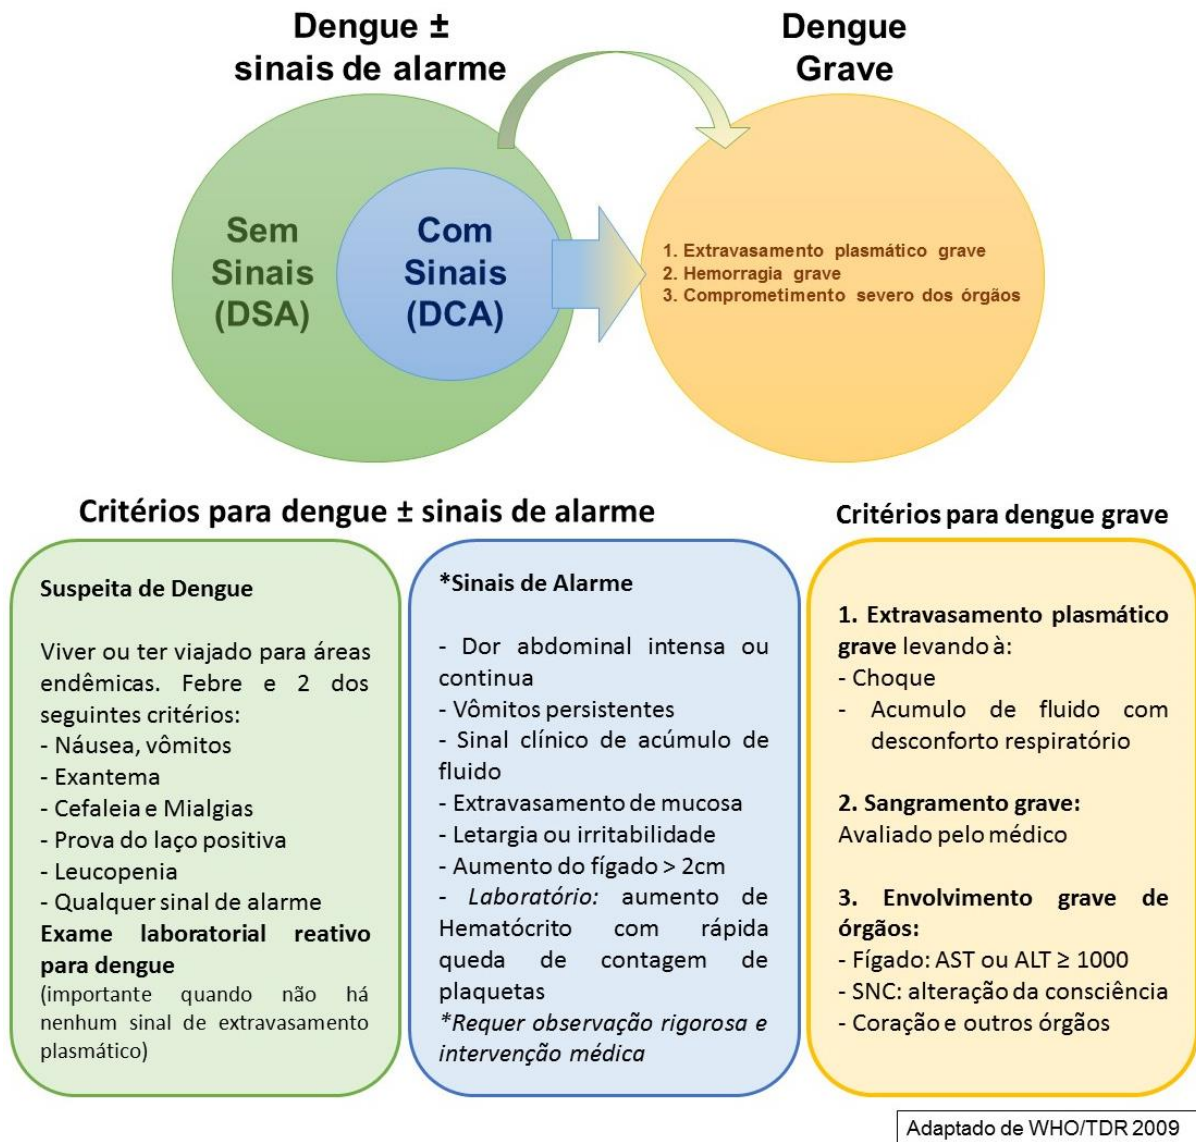 Dengue ±
sinais de alarme
Dengue
Grave
Sem
Sinais
(DSA)
Com
Sinais
(DCA)
1. Extravasamento plasmático grave
2. Hemorragia grave
3. Comprometimento severo dos órgãos
Critérios para dengue ± sinais de alarme
Suspeita de Dengue
Viver ou ter viajado para áreas
endêmicas. Febre e 2 dos
seguintes critérios:
- Náusea, vômitos
- Exantema
- Cefaleia e Mialgias
- Prova do laço positiva
- Leucopenia
- Qualquer sinal de alarme
Exame laboratorial reativo
para dengue
(importante quando não há
nenhum sinal de extravasamento
plasmático)
*Sinais de Alarme
- Dor abdominal intensa ou
continua
- Vômitos persistentes
- Sinal clínico de acúmulo de
fluido
- Extravasamento de mucosa
- Letargia ou irritabilidade
- Aumento do fígado > 2cm
- Laboratório: aumento de
Hematócrito com rápida
queda de contagem de
plaquetas
*Requer observação rigorosa e
intervenção médica
Critérios para dengue grave
1. Extravasamento plasmático
grave levando à:
- Choque
- Acumulo de fluido com
desconforto respiratório
2. Sangramento grave:
Avaliado pelo médico
3. Envolvimento grave de
órgãos:
- Fígado: AST ou ALT ≥ 1000
- SNC: alteração da consciência
- Coração e outros órgãos
Adaptado de WHO/TDR 2009